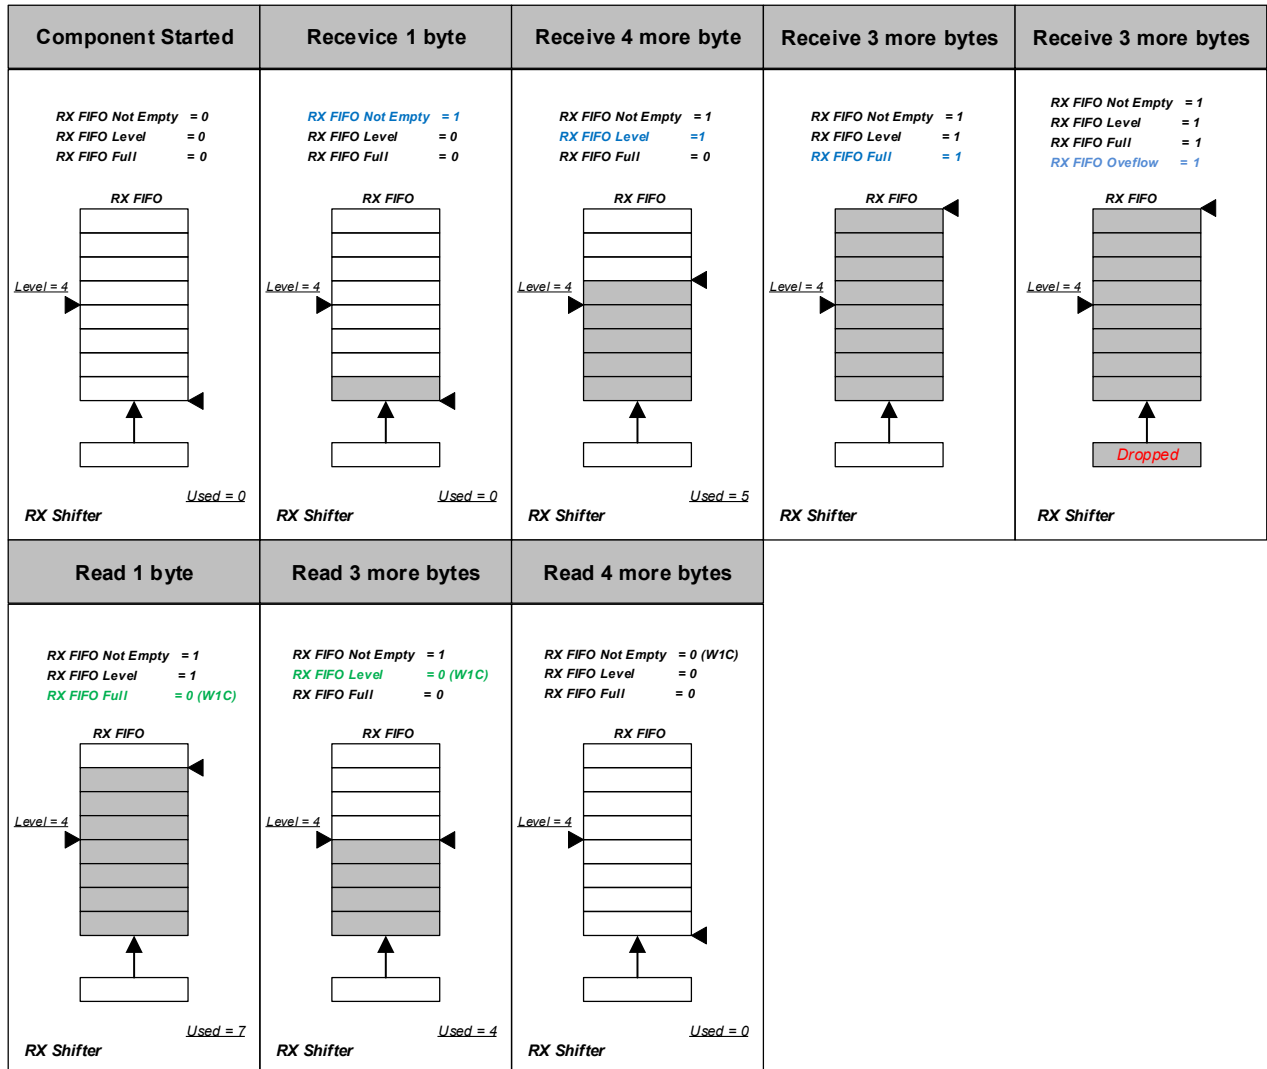 Component Started
RX FIFO Not Empty = 0
RX FIFO Level = 0
RX FIFO Full = 0
RX FIFO
Level = 4
Used = 0
RX Shifter
Recevice 1 byte
RX FIFO Not Empty = 1
RX FIFO Level = 0
RX FIFO Full = 0
RX FIFO
Level = 4
Used = 0
Receive 4 more byte
RX FIFO Not Empty = 1
RX FIFO Level =1
RX FIFO Full = 0
RX FIFO
Level = 4
Used = 5
RX Shifter
Receive 3 more bytes
RX FIFO Not Empty = 1
RX FIFO Level = 1
RX FIFO Full = 1
RX FIFO
Level = 4
RX Shifter
Receive 3 more bytes
RX FIFO Not Empty = 1
RX FIFO Level = 1
RX FIFO Full = 1
RX FIFO Oveflow = 1
RX FIFO
Level = 4
Dropped
RX Shifter
Read 1 byte
RX FIFO Not Empty = 1
RX FIFO Level = 1
RX FIFO Full = 0 (W1C)
RX FIFO
Level = 4
Used = 7
RX Shifter
Read 3 more bytes
RX FIFO Not Empty = 1
RX FIFO Level = 0 (W1C)
RX FIFO Full = 0
RX FIFO
Level = 4
Used = 4
RX Shifter
Read 4 more bytes
RX FIFO Not Empty = 0 (W1C)
RX FIFO Level = 0
RX FIFO Full = 0
RX FIFO
Level = 4
Used = 0
RX Shifter